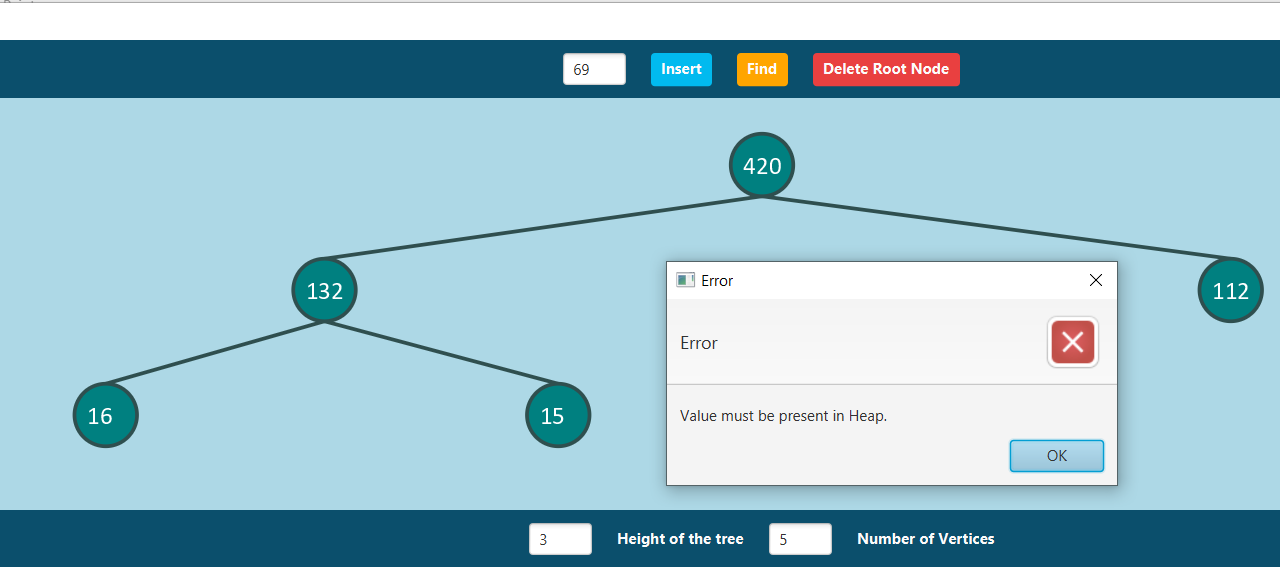 69 Insert Find Delete Root Node
420
132
112
16
15
Error
Error
Value must be present in Heap.
OK
3 Height of the tree 5 Number of Vertices